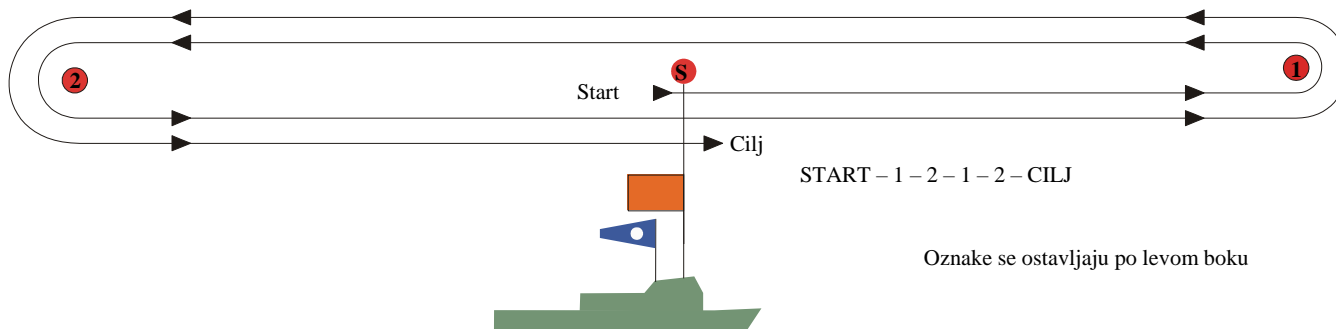 S
2
1
Start
Cilj
START – 1 – 2 – 1 – 2 – CILJ
Oznake se ostavljaju po levom boku